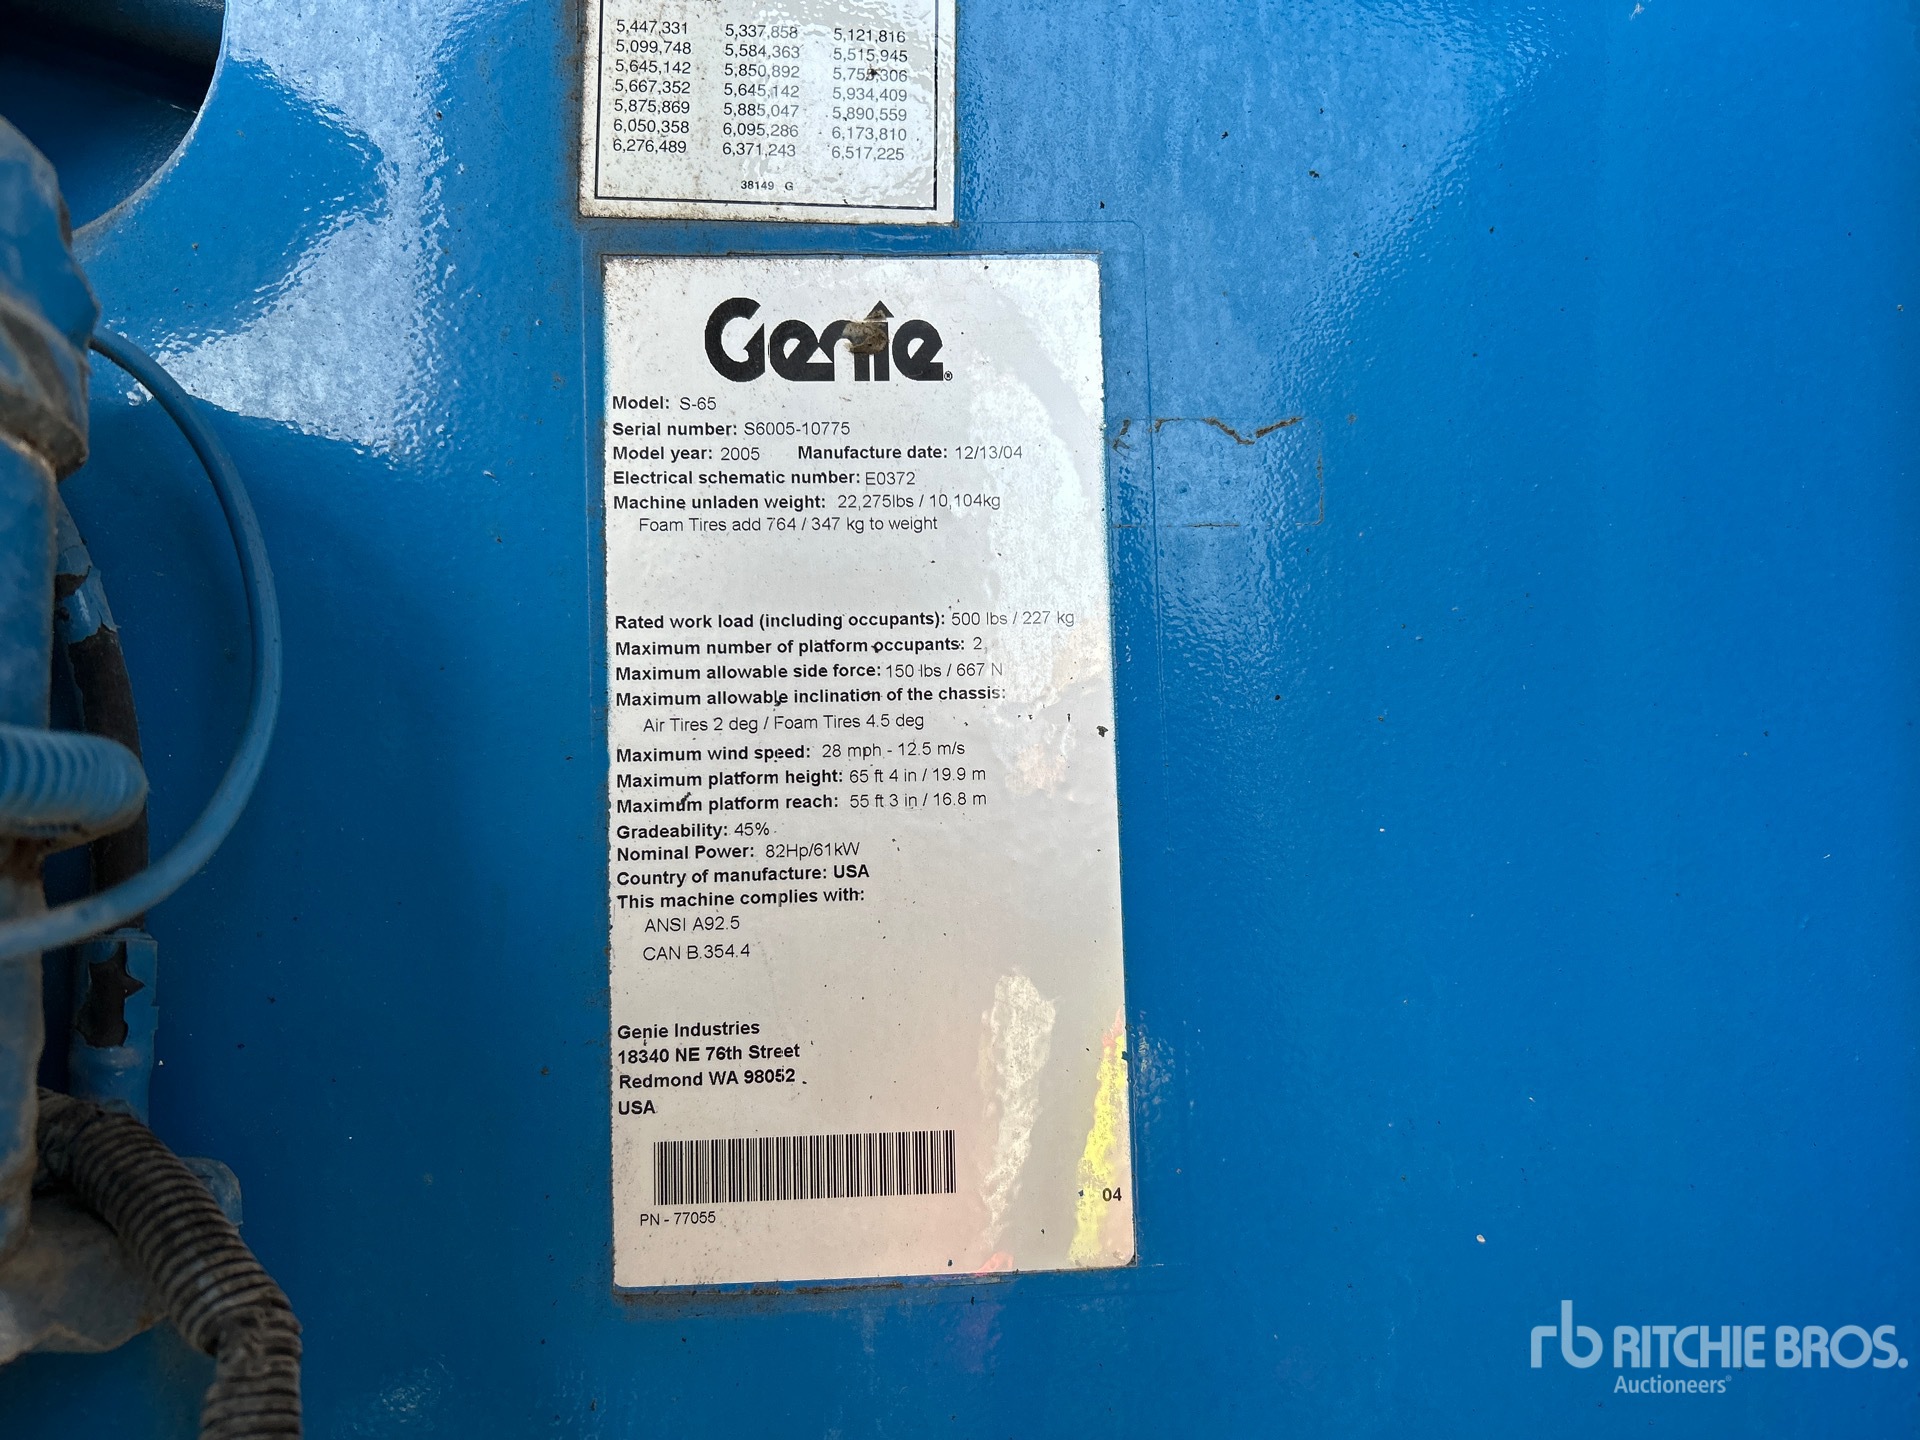 5,447,331 5,337,858 5,121,816
5,099,748 5,584,363 5,515,945
5,645,142 5,850,892 5,755,306
5,667,352 5,645,142 5,934,409
5,875,869 5,885,047 5,890,559
6,050,358 6,095,286 6,173,810
6,276,489 6,371,243 6,517,225
38149 G
Genie®
Model: S-65
Serial number: S6005-10775
Model year: 2005 Manufacture date: 12/13/04
Electrical schematic number: E0372
Machine unladen weight: 22,275lbs / 10,104kg
Foam Tires add 764 / 347 kg to weight
Rated work load (including occupants): 500 lbs / 227 kg
Maximum number of platform occupants: 2
Maximum allowable side force: 150 lbs / 667 N
Maximum allowable inclination of the chassis:
Air Tires 2 deg / Foam Tires 4.5 deg
Maximum wind speed: 28 mph - 12.5 m/s
Maximum platform height: 65 ft 4 in / 19.9 m
Maximum platform reach: 55 ft 3 in / 16.8 m
Gradeability: 45%
Nominal Power: 82Hp/61kW
Country of manufacture: USA
This machine complies with:
ANSI A92.5
CAN B.354.4
Genie Industries
18340 NE 76th Street
Redmond WA 98052
USA
PN - 77055
04
rb RITCHIE BROS.
Auctioneers®